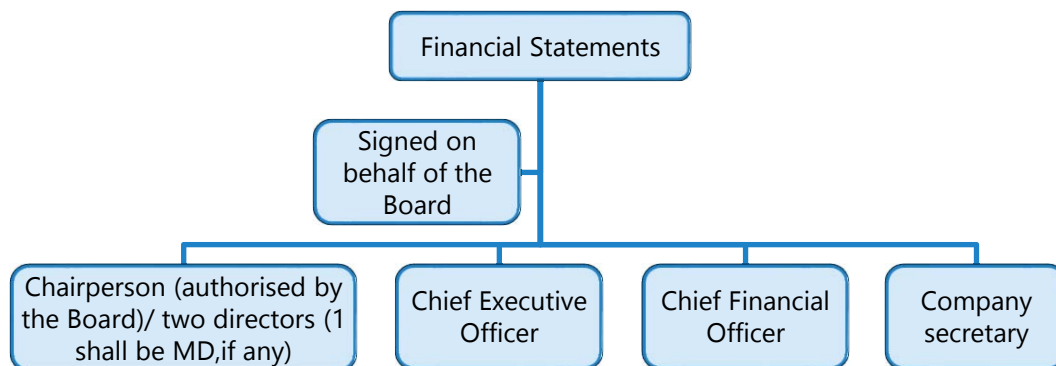 Financial Statements
Signed on
behalf of the
Board
Chairperson (authorised by
the Board)/ two directors (1
shall be MD,if any)
Chief Executive
Officer
Chief Financial
Officer
Company
secretary